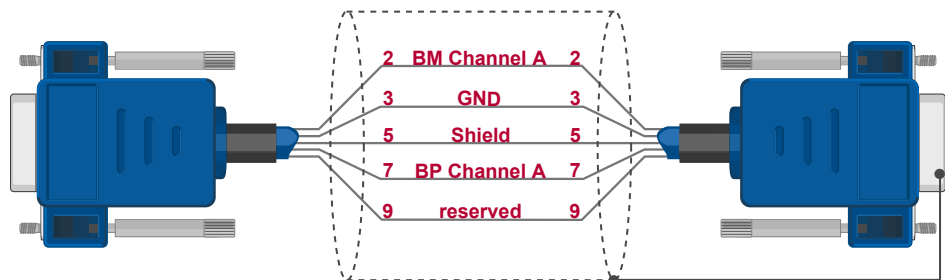 2 BM Channel A 2
3 GND 3
5 Shield 5
7 BP Channel A 7
9 reserved 9